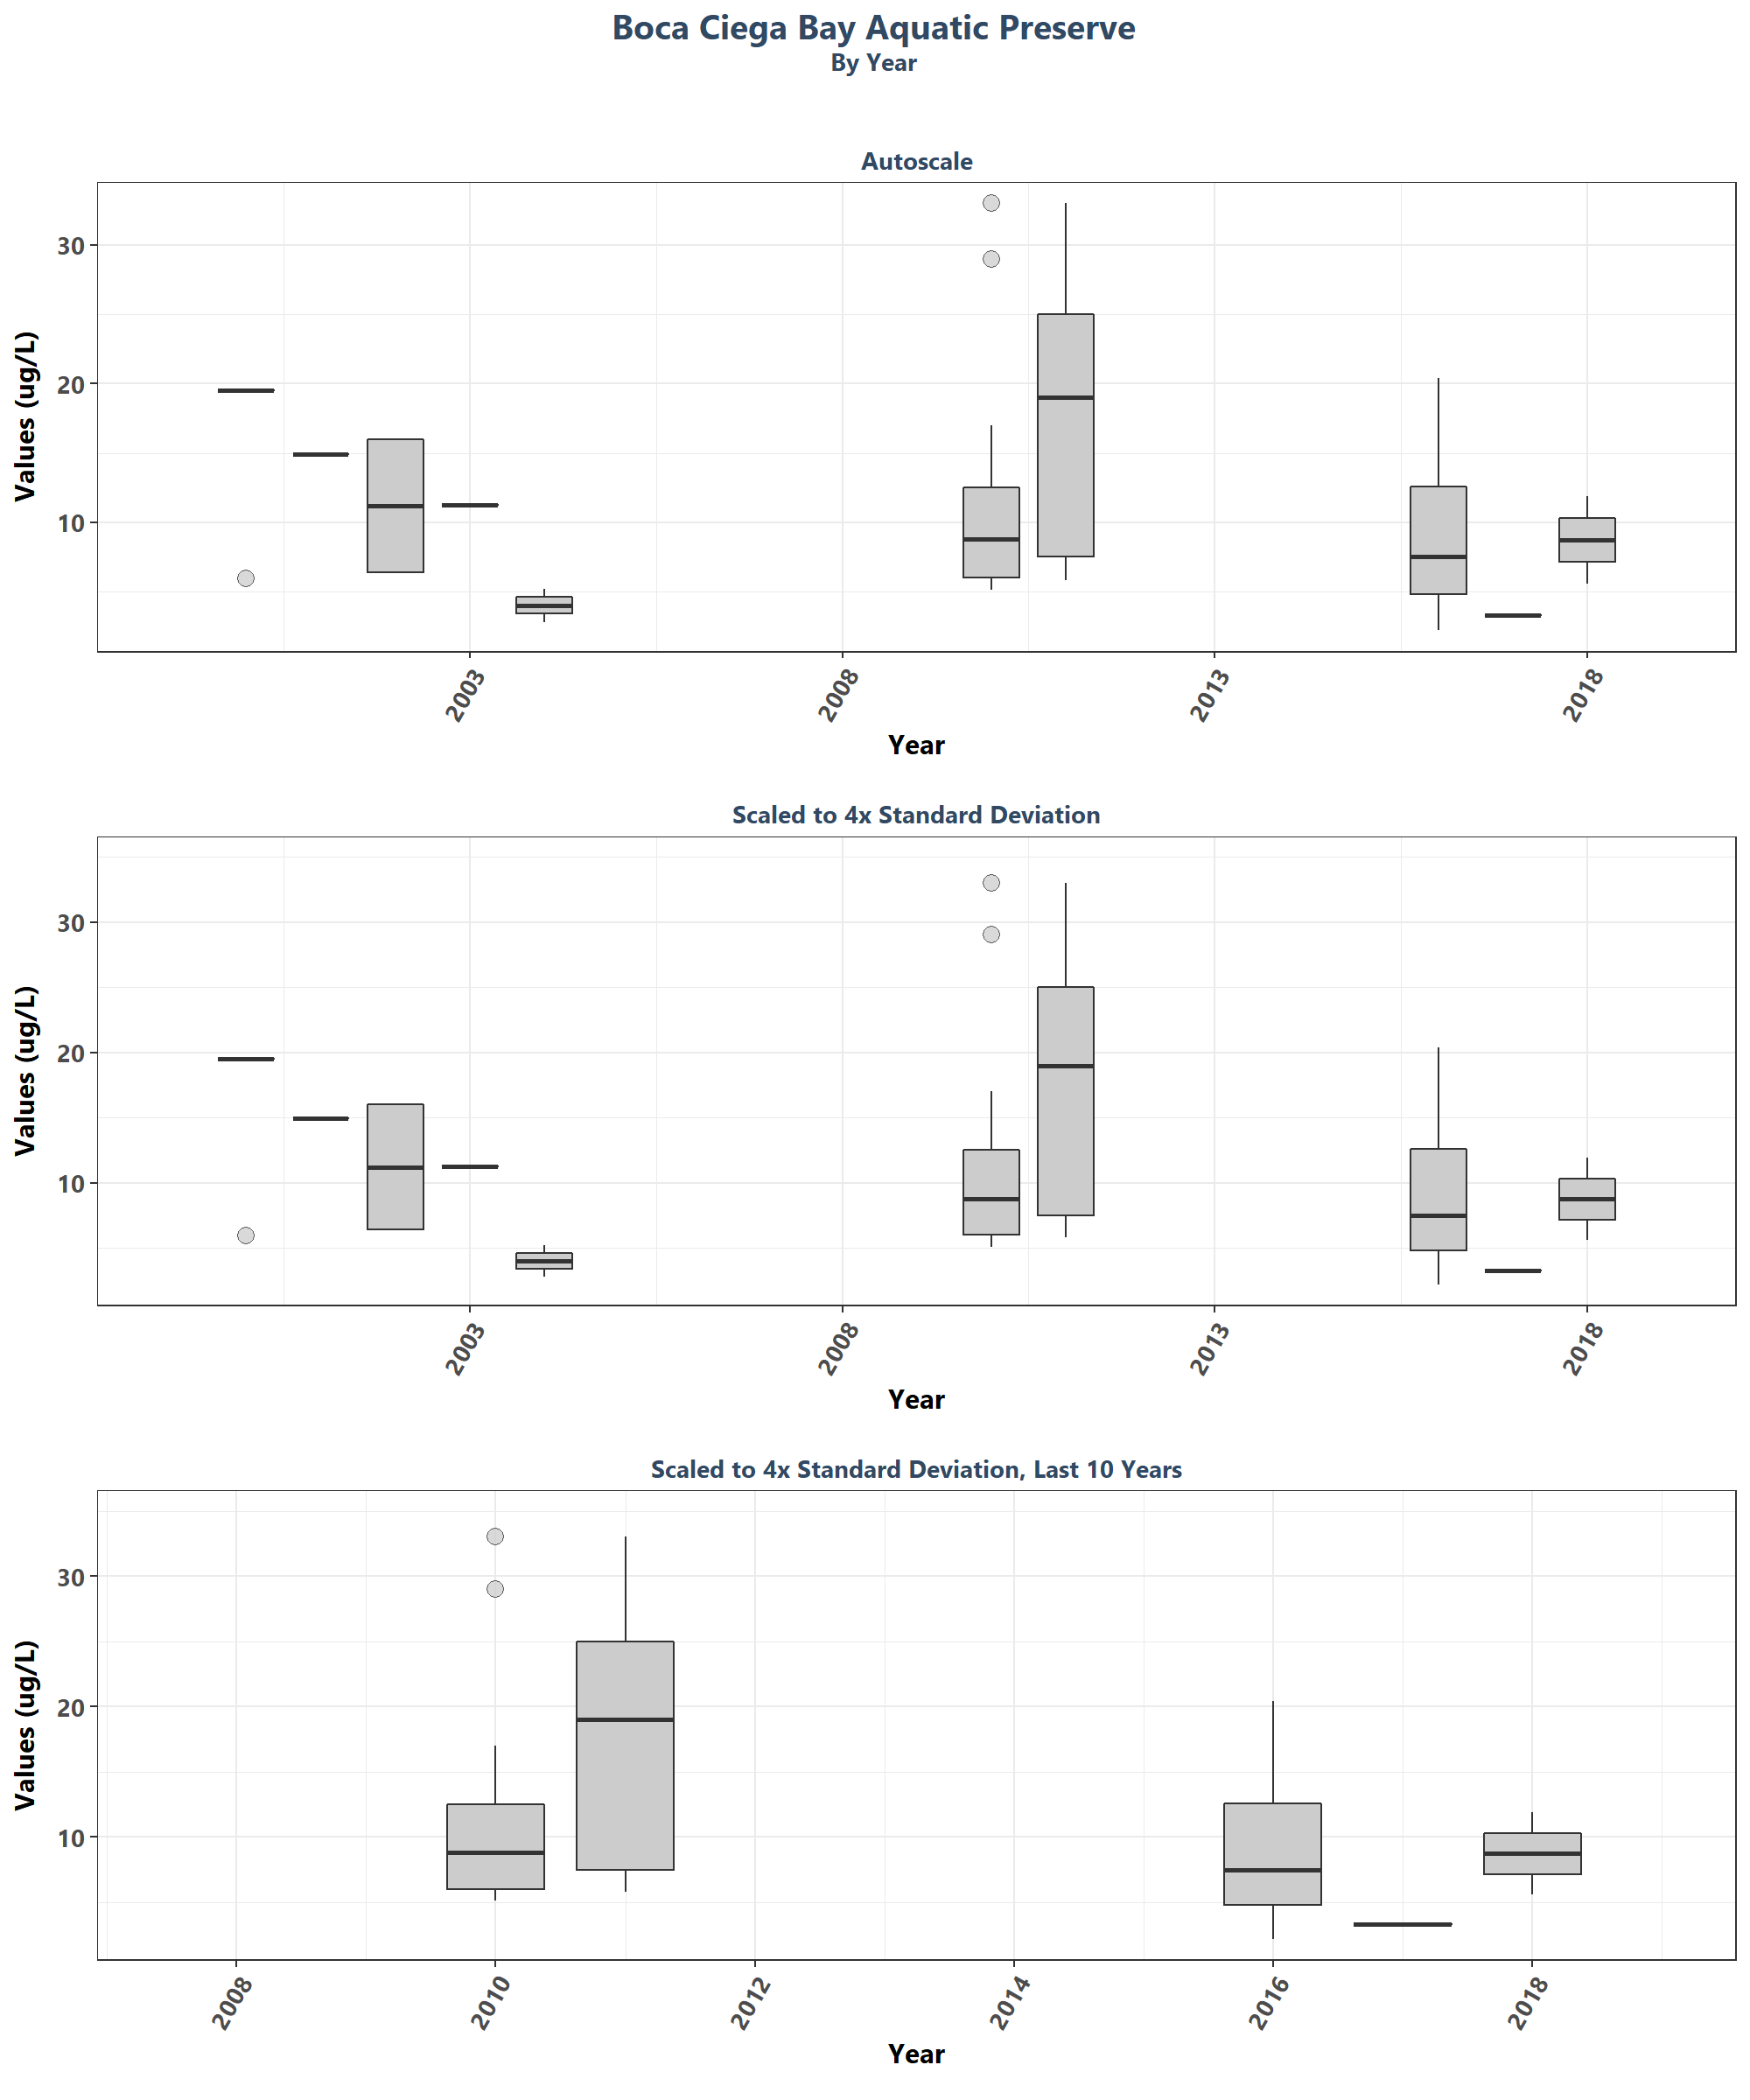 Boca Ciega Bay Aquatic Preserve
By Year
Autoscale
Values (ug/L)
30
20
10
2003 2008 2013 2018
Year
Scaled to 4x Standard Deviation
Values (ug/L)
30
20
10
2003 2008 2013 2018
Year
Scaled to 4x Standard Deviation, Last 10 Years
Values (ug/L)
30
20
10
2008 2010 2012 2014 2016 2018
Year